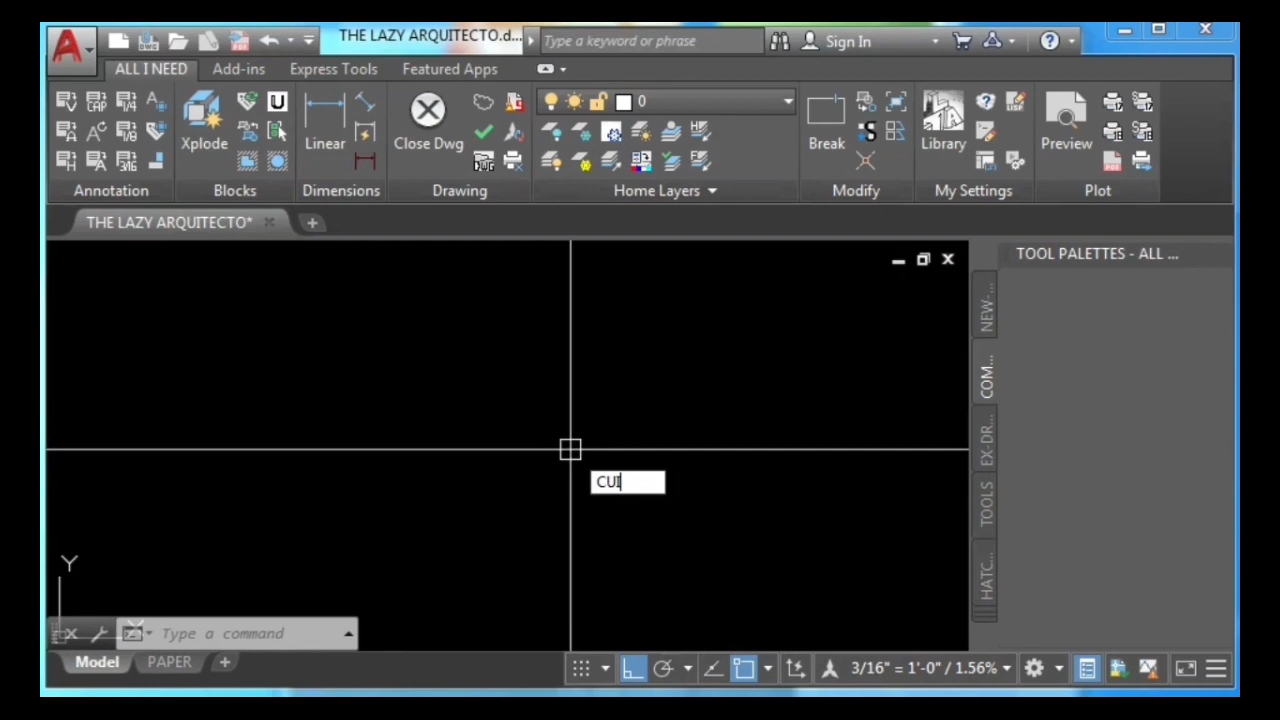 THE LAZY ARQUITECTO.d...
Type a keyword or phrase
Sign In
ALL I NEED
Add-ins
Express Tools
Featured Apps
Xplode
Linear
Close Dwg
0
Break
Library
Preview
Annotation
Blocks
Dimensions
Drawing
Home Layers
Modify
My Settings
Plot
THE LAZY ARQUITECTO*
TOOL PALETTES - ALL ...
NEW-...
COM...
EX-DR...
TOOLS
HATC...
CUI
Y
Type a command
Model
PAPER
3/16" = 1'-0" / 1.56%